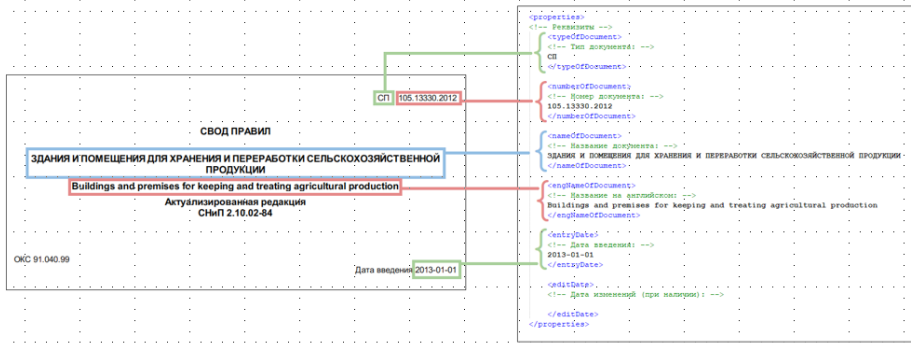 СП 105.13330.2012
СВОД ПРАВИЛ
ЗДАНИЯ И ПОМЕЩЕНИЯ ДЛЯ ХРАНЕНИЯ И ПЕРЕРАБОТКИ СЕЛЬСКОХОЗЯЙСТВЕННОЙ
ПРОДУКЦИИ
Buildings and premises for keeping and treating agricultural production
Актуализированная редакция
СНиП 2.10.02-84
ОКС 91.040.99
Дата введения 2013-01-01
<properties>
<!-- Реквизиты -->
<typeOfDocument>
<!-- Тип документа: -->
СП
</typeOfDocument>
<numberOfDocument>
<!-- Номер документа: -->
105.13330.2012
</numberOfDocument>
<nameOfDocument>
<!-- Название документа: -->
ЗДАНИЯ И ПОМЕЩЕНИЯ ДЛЯ ХРАНЕНИЯ И ПЕРЕРАБОТКИ СЕЛЬСКОХОЗЯЙСТВЕННОЙ ПРОДУКЦИИ
</nameOfDocument>
<engNameOfDocument>
<!-- Название на английском: -->
Buildings and premises for keeping and treating agricultural production
</engNameOfDocument>
<entryDate>
<!-- Дата введения: -->
2013-01-01
</entryDate>
<editDate>
<!-- Дата изменений (при наличии): -->
</editDate>
</properties>